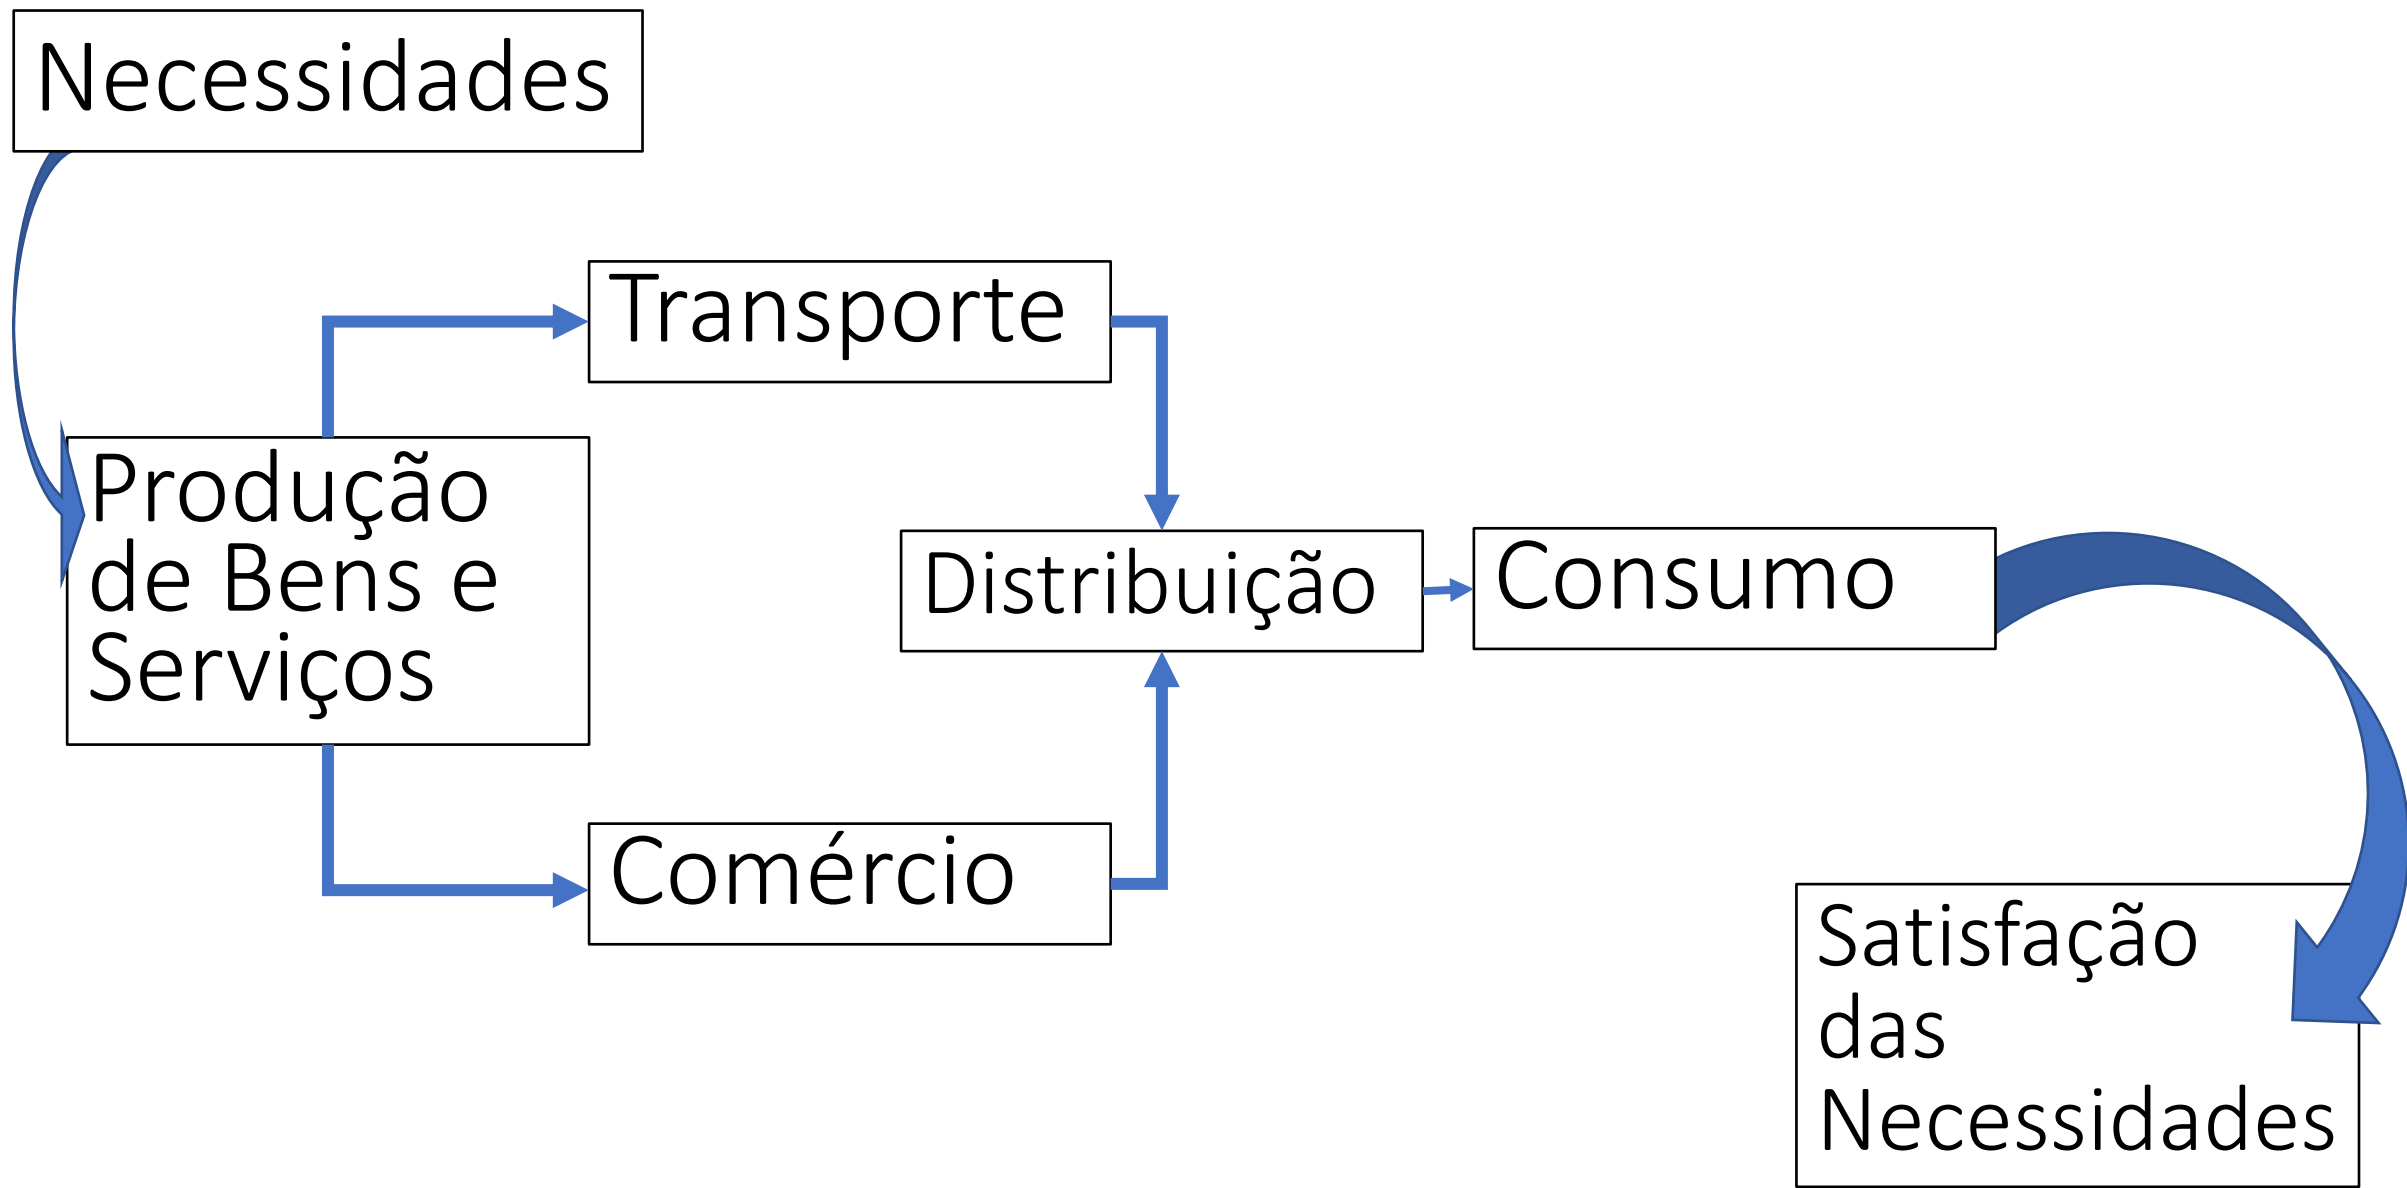 Necessidades
Transporte
Produção
de Bens e
Serviços
Distribuição
Consumo
Comércio
Satisfação
das
Necessidades